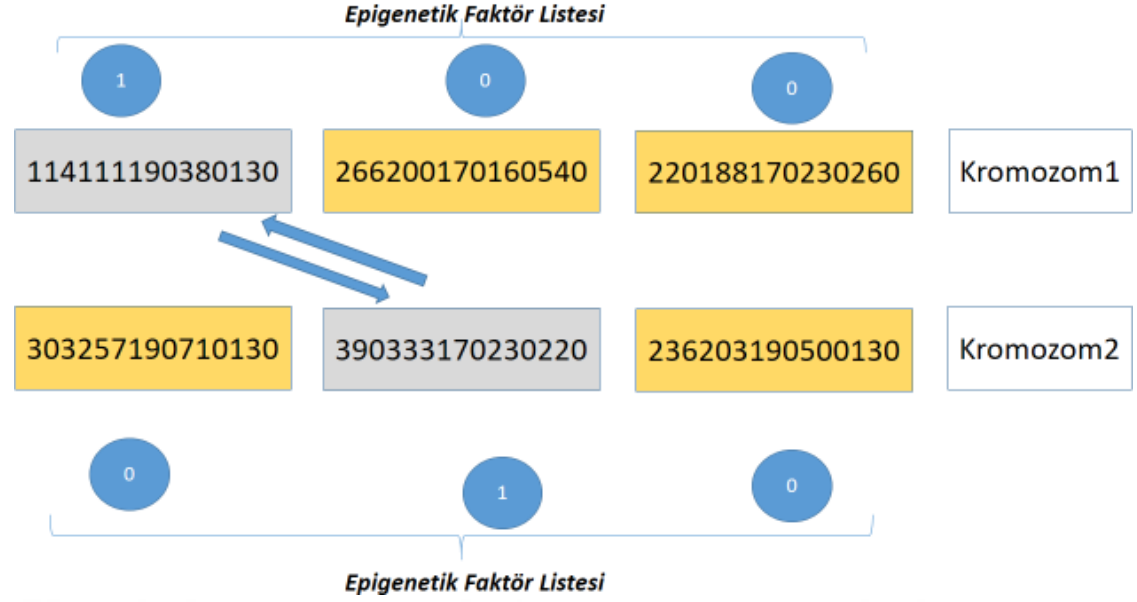 Epigenetik Faktör Listesi
1 0 0
114111190380130 266200170160540 220188170230260 Kromozom1
303257190710130 390333170230220 236203190500130 Kromozom2
0 1 0
Epigenetik Faktör Listesi